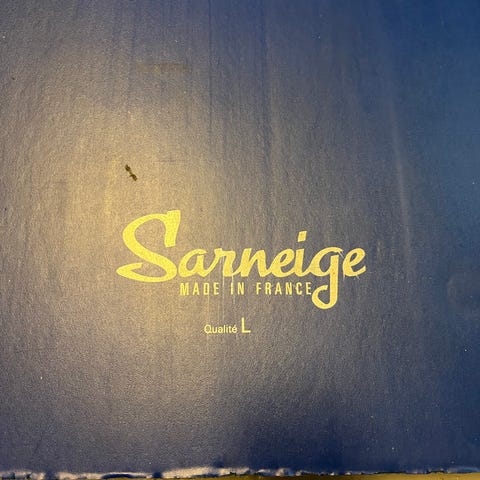 Sarneige
MADE IN FRANCE
Qualité L